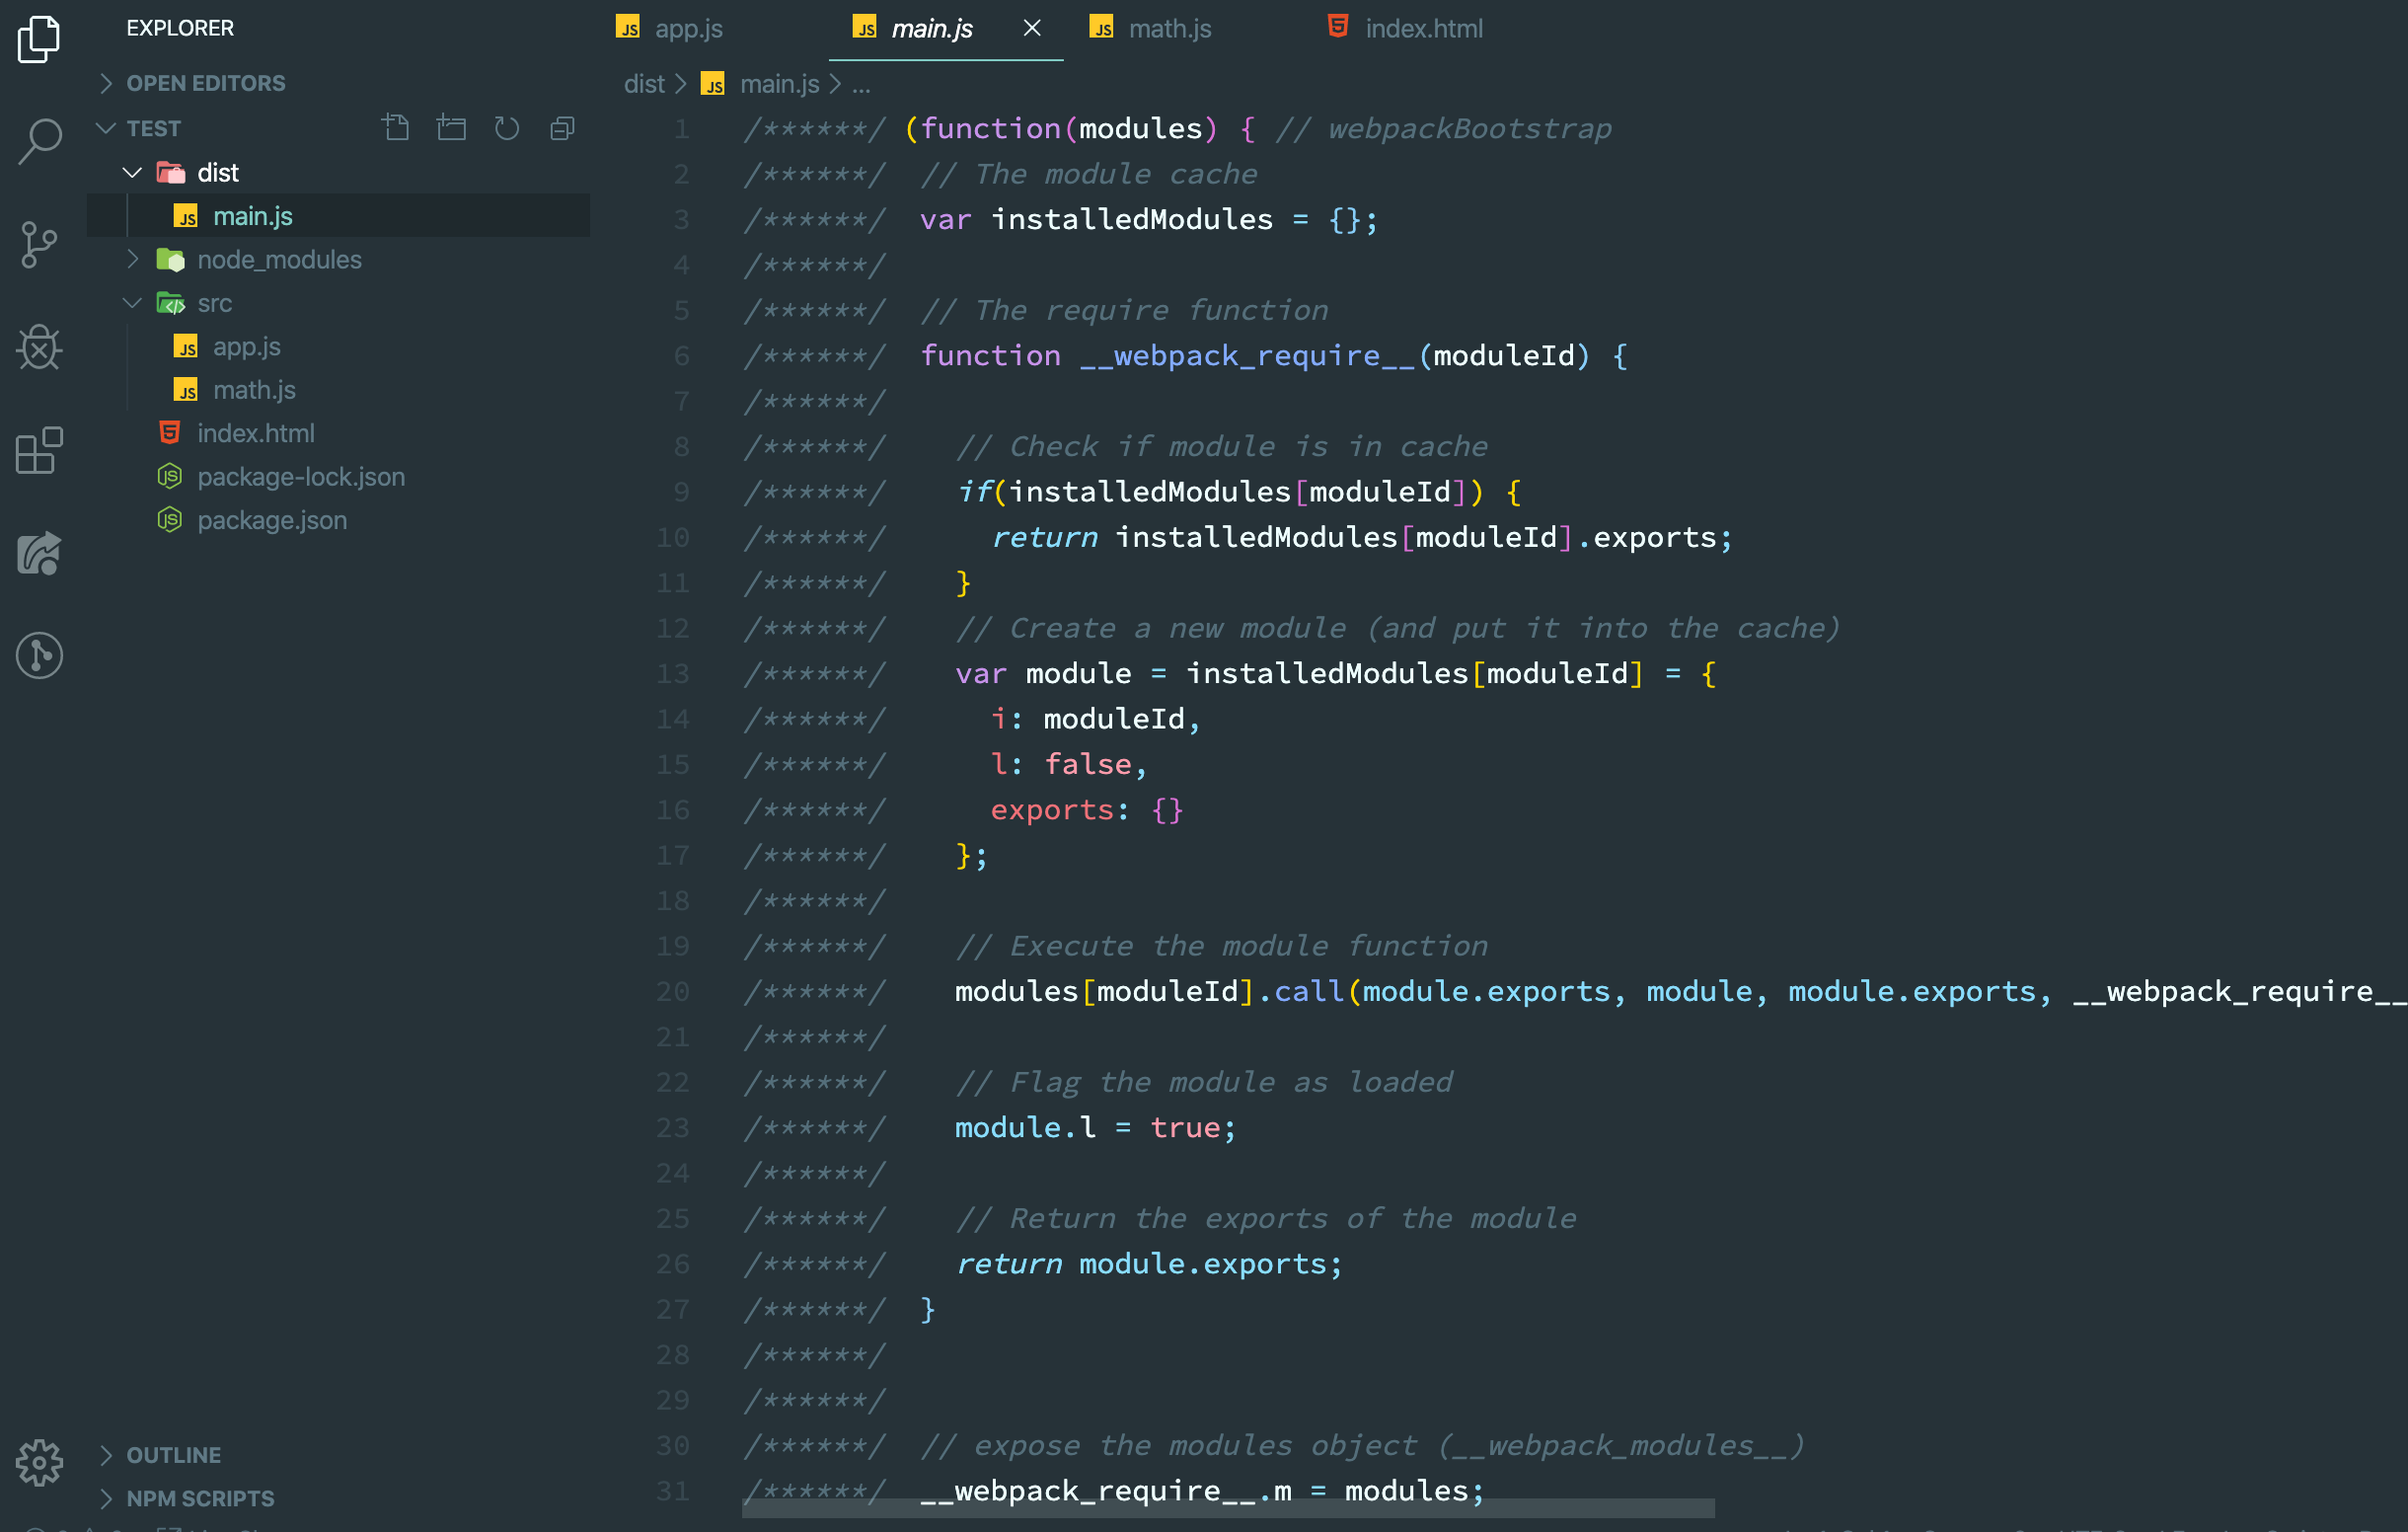 EXPLORER
OPEN EDITORS
TEST
dist
main.js
node_modules
src
app.js
math.js
index.html
package-lock.json
package.json
OUTLINE
NPM SCRIPTS
app.js main.js math.js index.html
dist > main.js > ...
1 /******/ (function(modules) { // webpackBootstrap
2 /******/ // The module cache
3 /******/ var installedModules = {};
4 /******/
5 /******/ // The require function
6 /******/ function __webpack_require__(moduleId) {
7 /******/
8 /******/ // Check if module is in cache
9 /******/ if(installedModules[moduleId]) {
10 /******/ return installedModules[moduleId].exports;
11 /******/ }
12 /******/ // Create a new module (and put it into the cache)
13 /******/ var module = installedModules[moduleId] = {
14 /******/ i: moduleId,
15 /******/ l: false,
16 /******/ exports: {}
17 /******/ };
18 /******/
19 /******/ // Execute the module function
20 /******/ modules[moduleId].call(module.exports, module, module.exports, __webpack_require__
21 /******/
22 /******/ // Flag the module as loaded
23 /******/ module.l = true;
24 /******/
25 /******/ // Return the exports of the module
26 /******/ return module.exports;
27 /******/ }
28 /******/
29 /******/
30 /******/ // expose the modules object (__webpack_modules__)
31 /******/ __webpack_require__.m = modules;